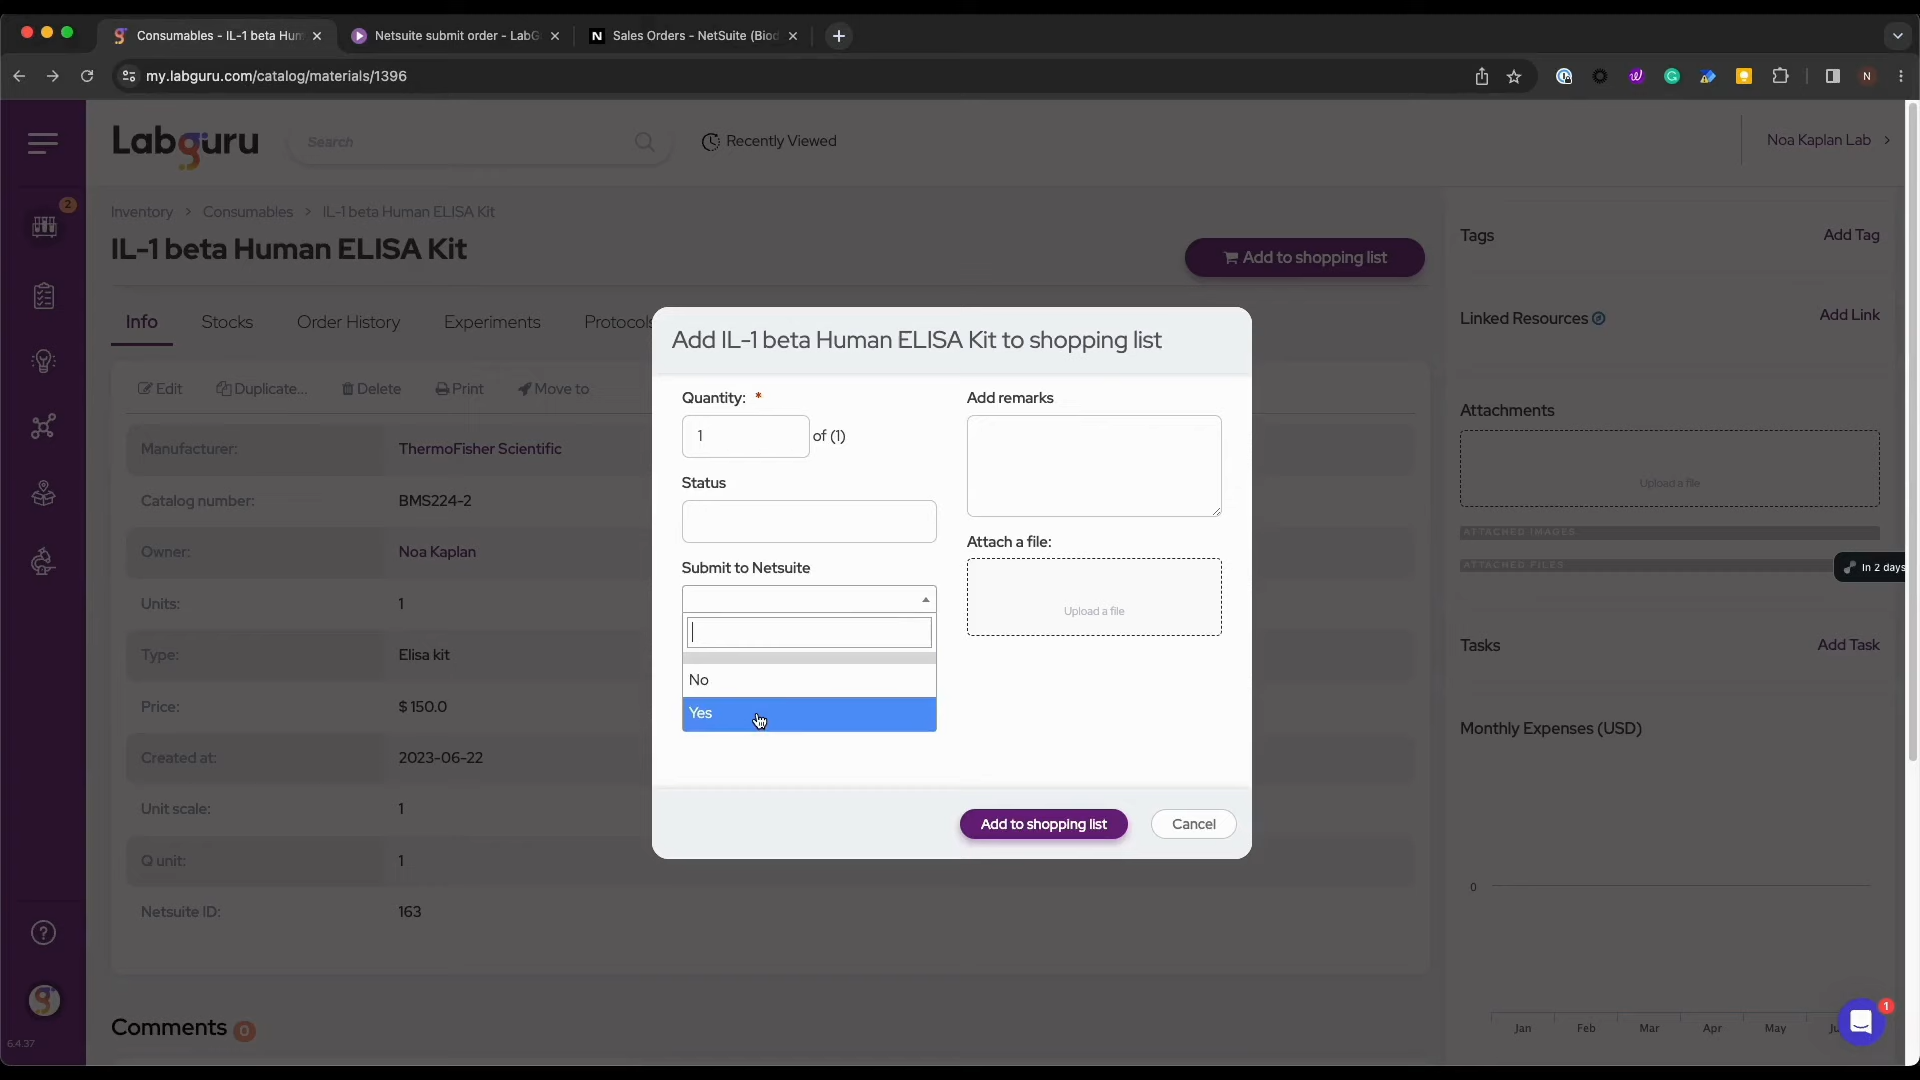 Consumables - IL-1 beta Hum
Netsuite submit order - LabG
Sales Orders - NetSuite (Biod
my.labguru.com/catalog/materials/1396
N
Labguru
Search
Recently Viewed
Noa Kaplan Lab
2
Inventory > Consumables > IL-1 beta Human ELISA Kit
IL-1 beta Human ELISA Kit
Add to shopping list
Info
Stocks
Order History
Experiments
Protocols
Edit
Duplicate...
Delete
Print
Move to
Manufacturer:
ThermoFisher Scientific
Catalog number:
BMS224-2
Owner:
Noa Kaplan
Units:
1
Type:
Elisa kit
Price:
$ 150.0
Created at:
2023-06-22
Unit scale:
1
Q unit:
1
Netsuite ID:
163
Comments 0
6.4.37
Add IL-1 beta Human ELISA Kit to shopping list
Quantity: *
1
of (1)
Status
Submit to Netsuite
No
Yes
Add remarks
Attach a file:
Upload a file
Add to shopping list
Cancel
Tags
Add Tag
Linked Resources
Add Link
Attachments
Upload a file
ATTACHED IMAGES
ATTACHED FILES
In 2 days
Tasks
Add Task
Monthly Expenses (USD)
0
Jan
Feb
Mar
Apr
May
1